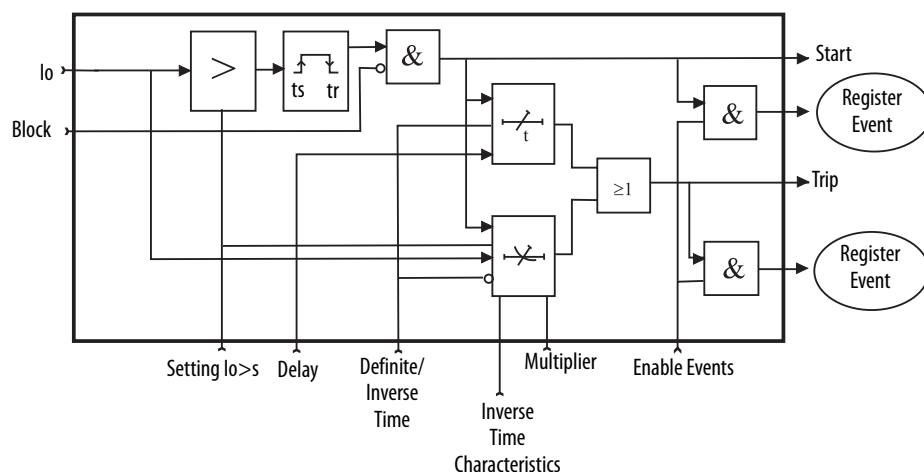 Io
Block
>
ts
tr
&
Start
&
Register
Event
t
≥1
Trip
&
Register
Event
Setting Io>s
Delay
Definite/
Inverse
Time
Inverse
Time
Characteristics
Multiplier
Enable Events